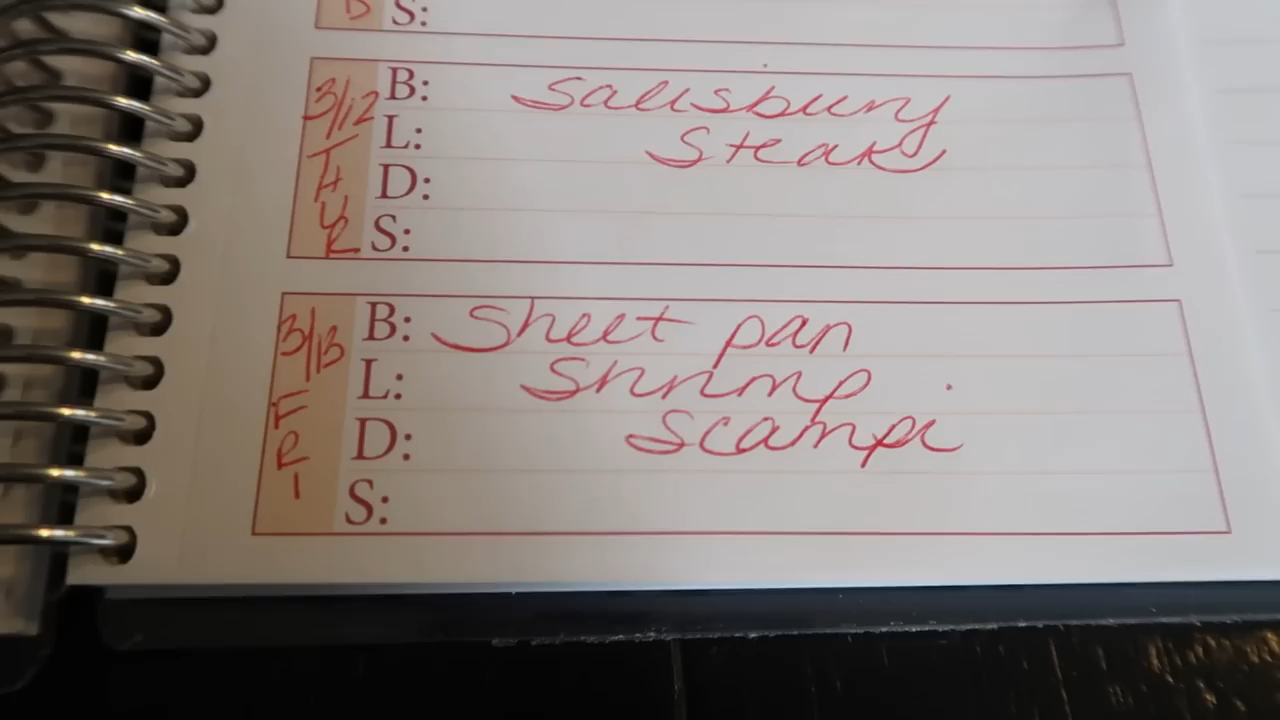 S:
3/12
THUR
B: Salisbury
L: Steak
D:
S:
3/13
FRI
B: Sheet pan
L: Shrimp
D: Scampi
S: